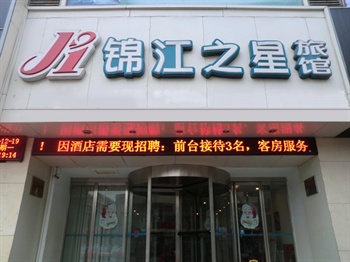 Ji 锦江之星 旅馆
！因酒店需要现招聘：前台接待3名，客房服务